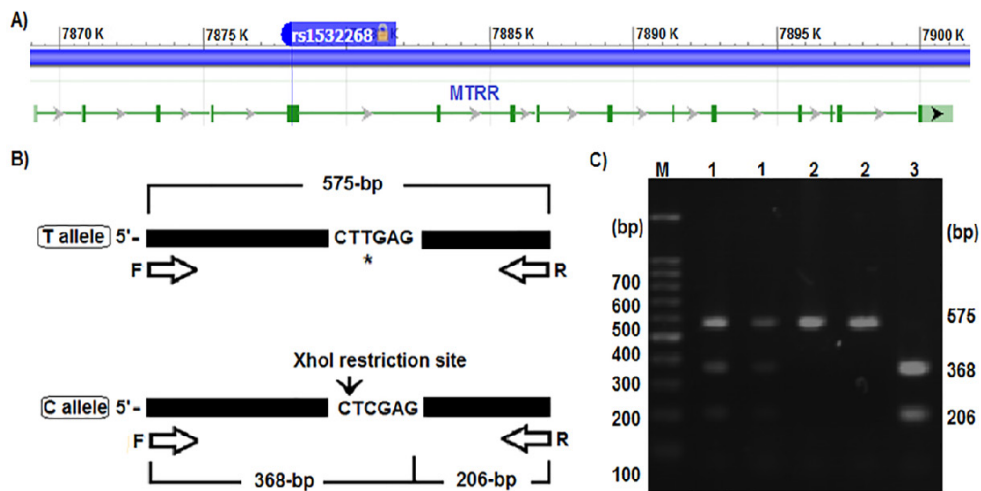 A)
7870 K 7875 K rs1532268 K 7885 K 7890 K 7895 K 7900 K
MTRR
B)
575-bp
T allele 5'- CTTGAG
*
F R
XhoI restriction site
C allele 5'- CTCGAG
F R
368-bp 206-bp
C)
M 1 1 2 2 3
(bp) (bp)
700
600 575
500
400 368
300
200 206
100